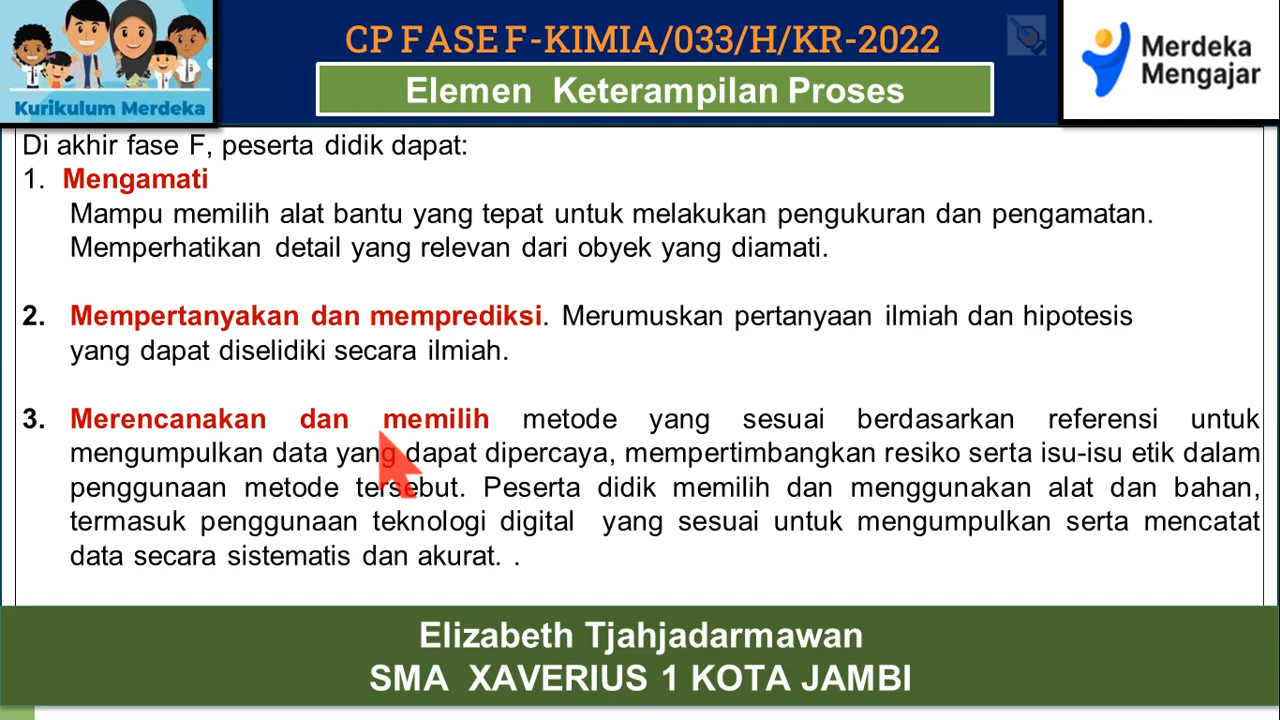 CP FASE F-KIMIA/033/H/KR-2022
Elemen Keterampilan Proses
Kurikulum Merdeka
Merdeka
Mengajar
Di akhir fase F, peserta didik dapat:
1. Mengamati
Mampu memilih alat bantu yang tepat untuk melakukan pengukuran dan pengamatan.
Memperhatikan detail yang relevan dari obyek yang diamati.
2. Mempertanyakan dan memprediksi. Merumuskan pertanyaan ilmiah dan hipotesis
yang dapat diselidiki secara ilmiah.
3. Merencanakan dan memilih metode yang sesuai berdasarkan referensi untuk
mengumpulkan data yang dapat dipercaya, mempertimbangkan resiko serta isu-isu etik dalam
penggunaan metode tersebut. Peserta didik memilih dan menggunakan alat dan bahan,
termasuk penggunaan teknologi digital yang sesuai untuk mengumpulkan serta mencatat
data secara sistematis dan akurat. .
Elizabeth Tjahjadarmawan
SMA XAVERIUS 1 KOTA JAMBI